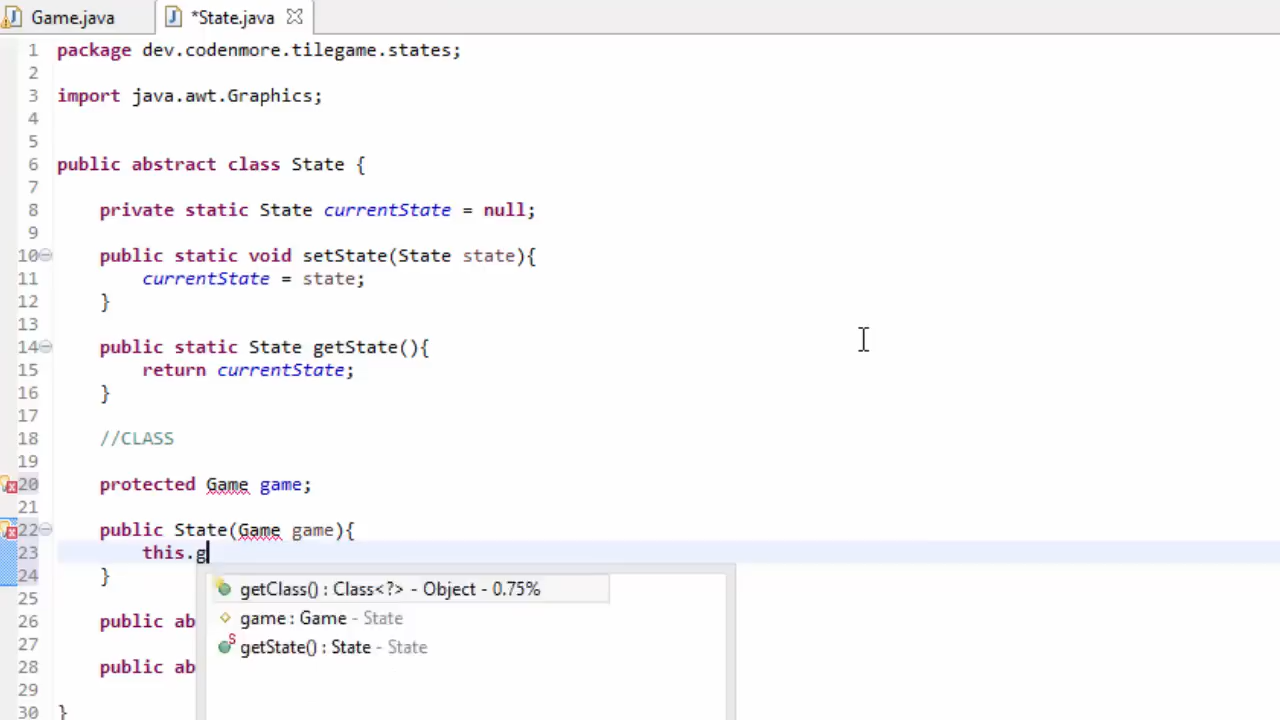 Game.java *State.java
1 package dev.codenmore.tilegame.states;
2
3 import java.awt.Graphics;
4
5
6 public abstract class State {
7
8 private static State currentState = null;
9
10 public static void setState(State state){
11 currentState = state;
12 }
13
14 public static State getState(){
15 return currentState;
16 }
17
18 //CLASS
19
20 protected Game game;
21
22 public State(Game game){
23 this.g
24 }
getClass() : Class<?> - Object - 0.75%
25
game : Game - State
26 public ab
getState() : State - State
27
28 public ab
29
30 }